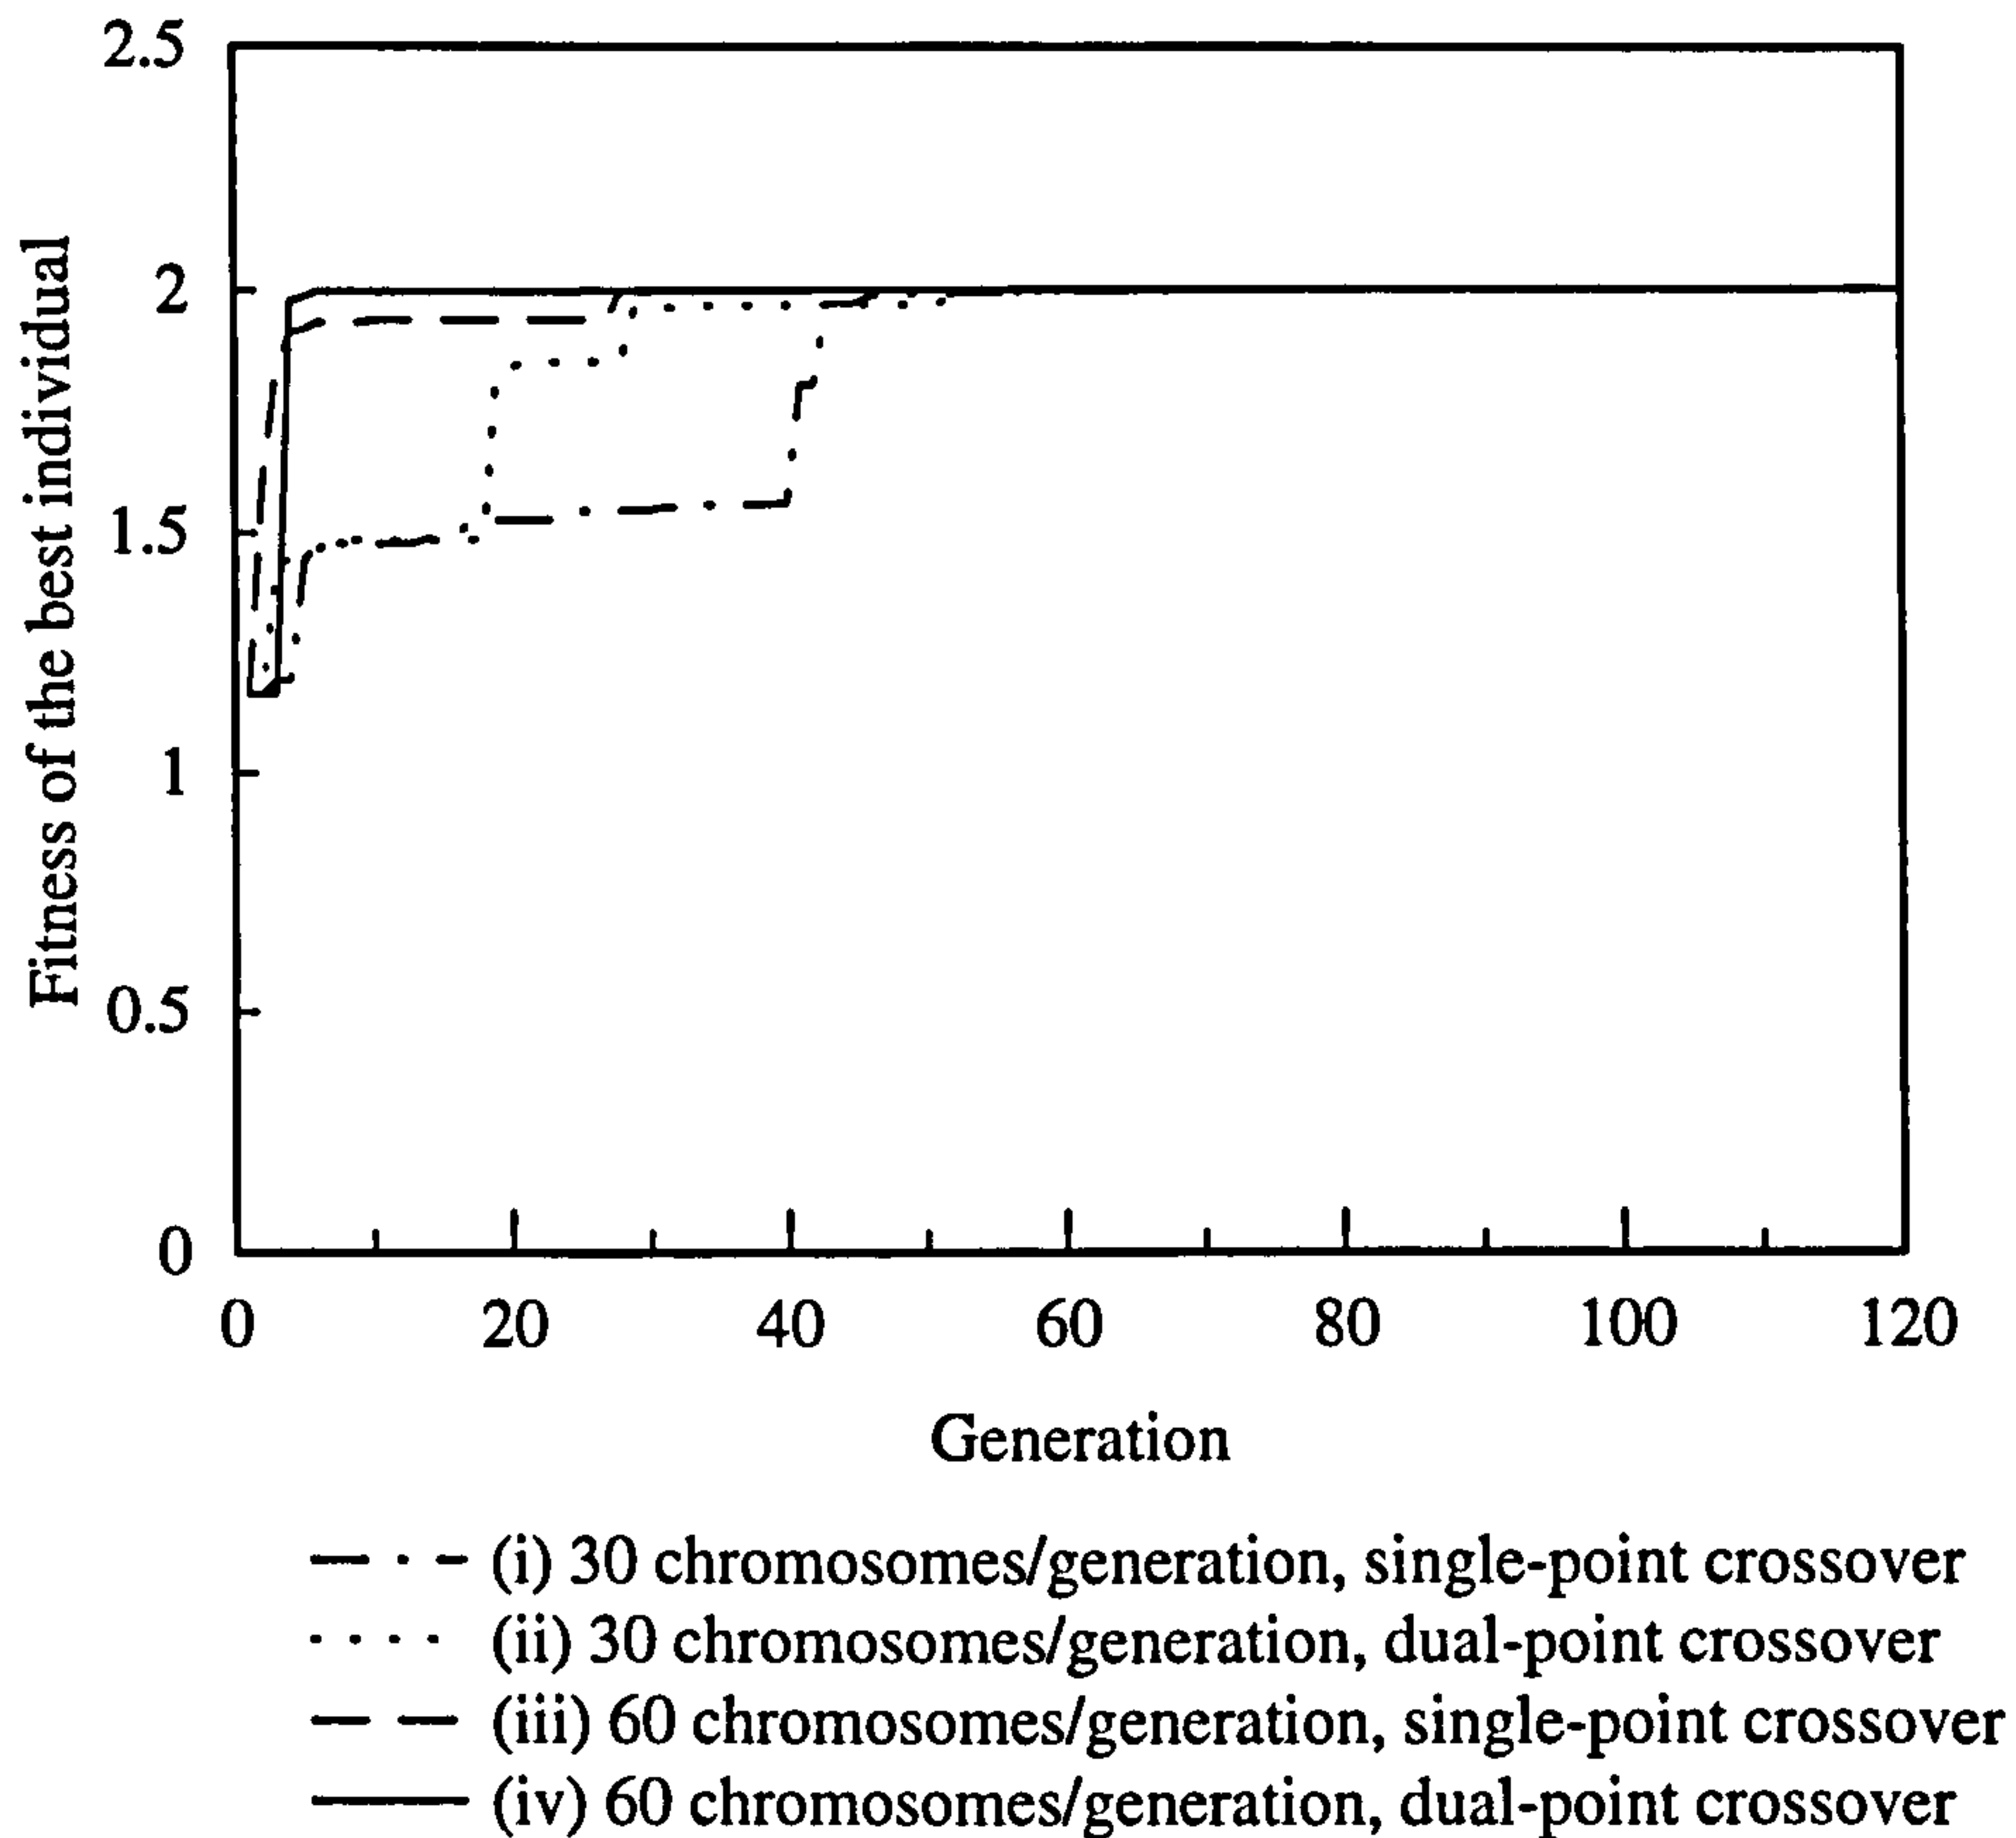 Fitness of the best individual
2.5
2
1.5
1
0.5
0
0 20 40 60 80 100 120
Generation
(i) 30 chromosomes/generation, single-point crossover
(ii) 30 chromosomes/generation, dual-point crossover
(iii) 60 chromosomes/generation, single-point crossover
(iv) 60 chromosomes/generation, dual-point crossover